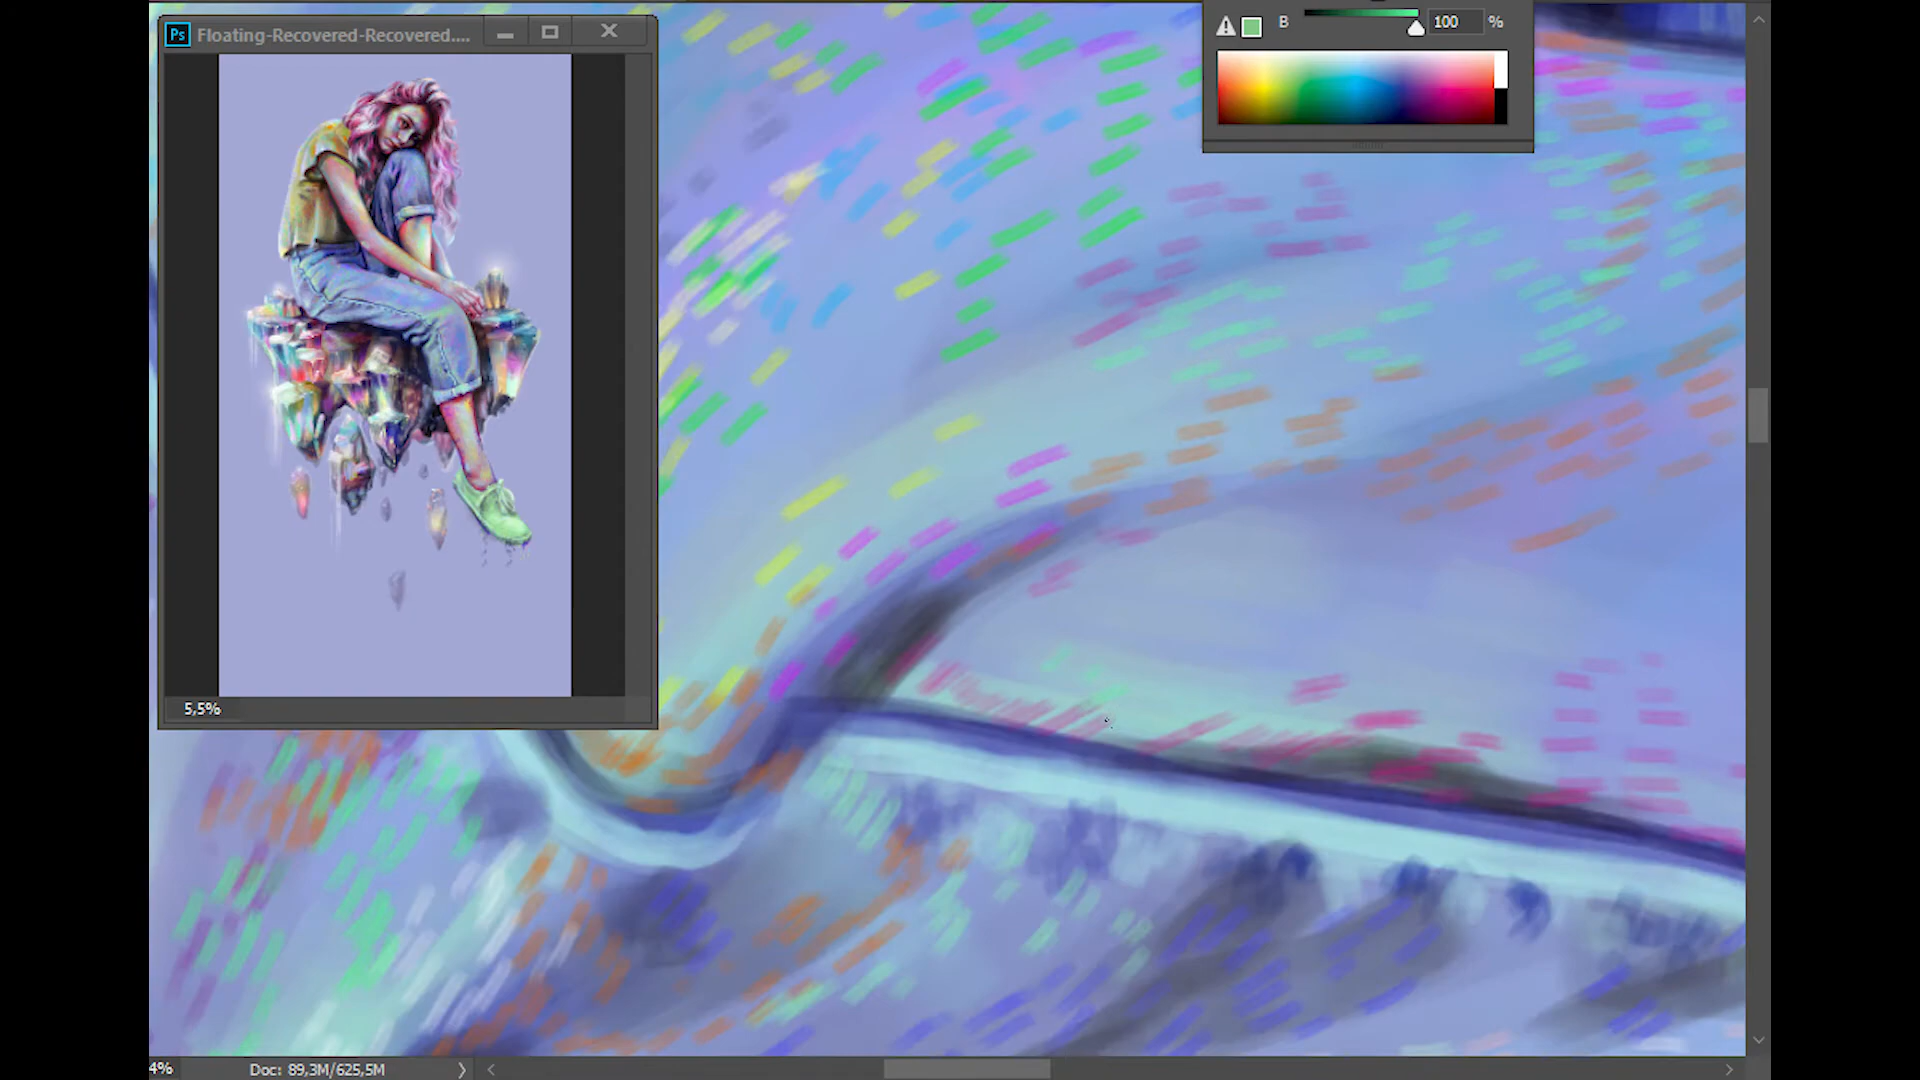 Ps Floating-Recovered-Recovered....
B 100 %
5,5%
4% Doc: 89,3M/625,5M